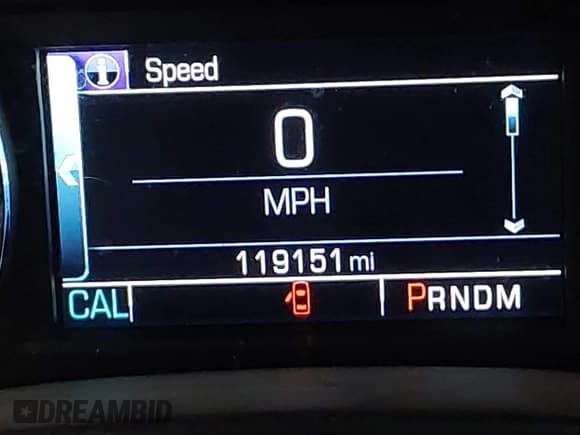 Speed
0
MPH
119151 mi
CAL
PRNDM
DREAMBID